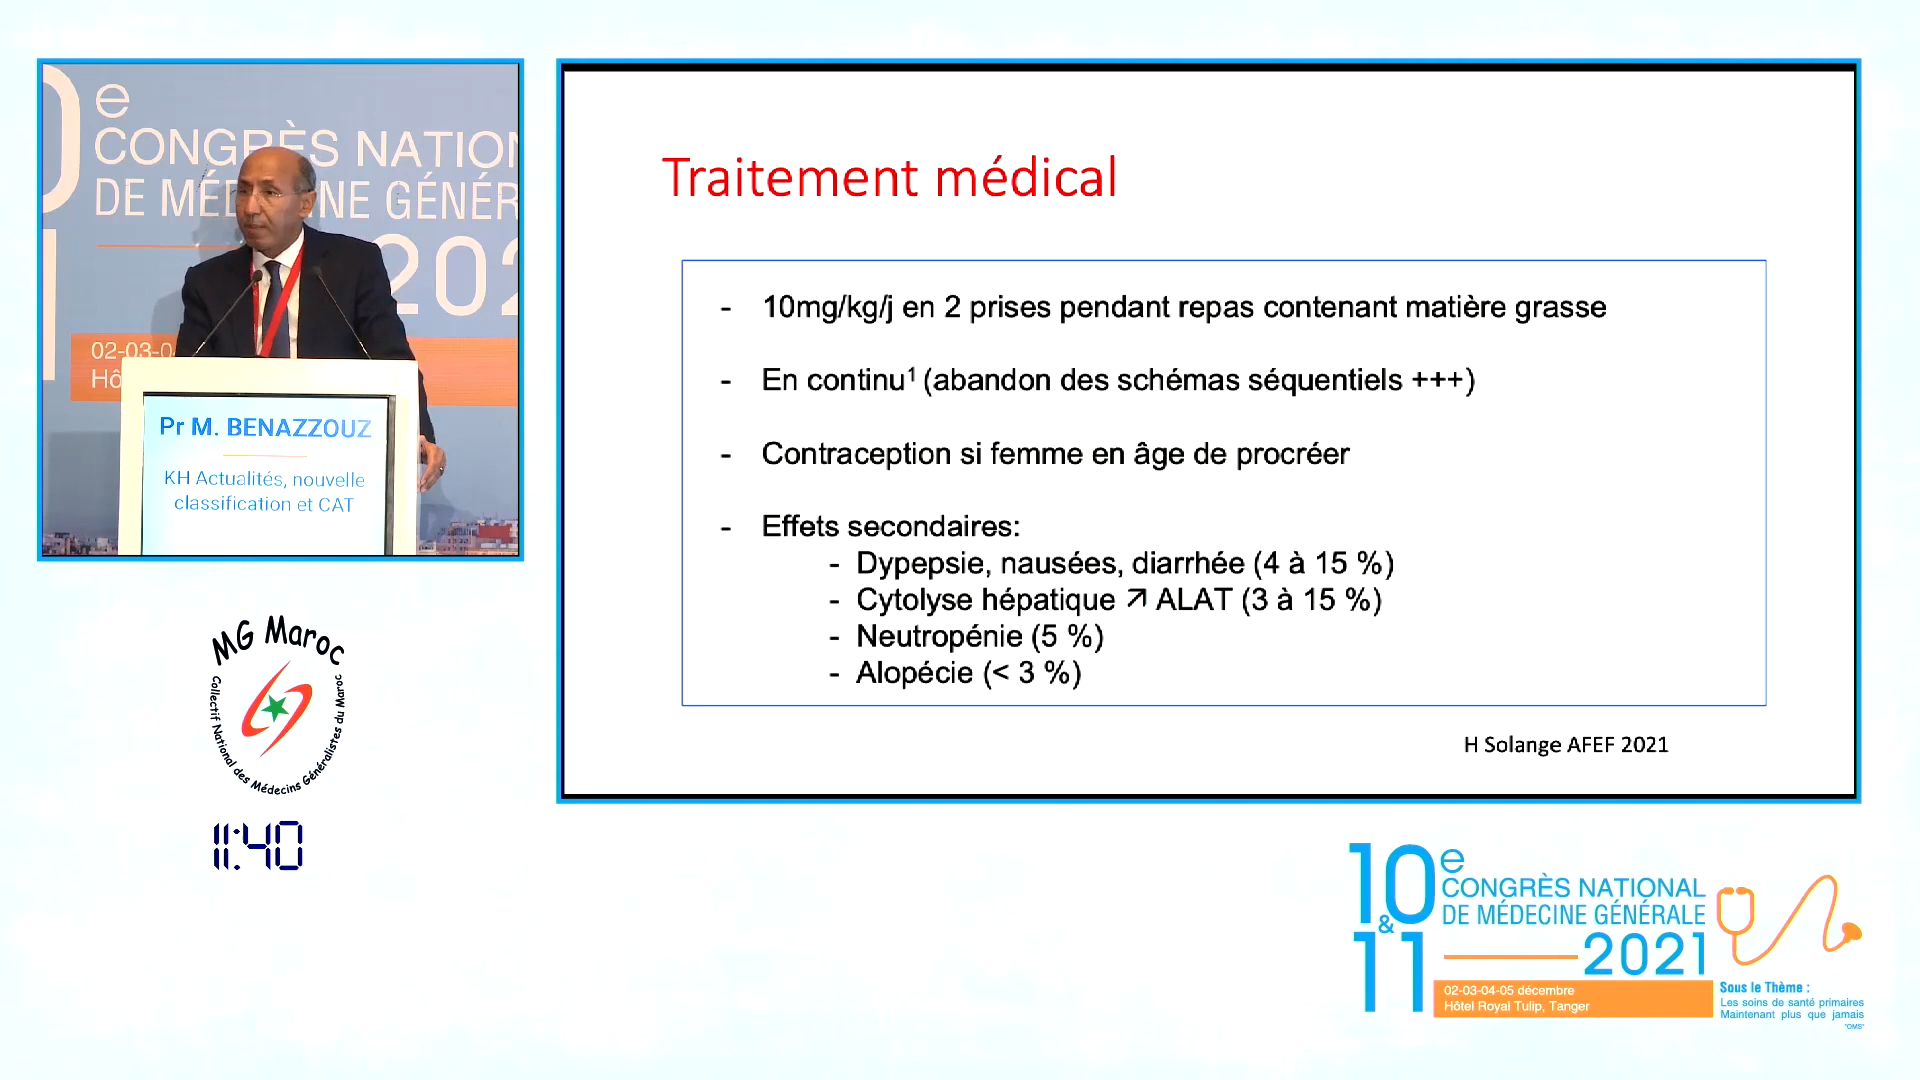 e
CONGRÈS NATION
DE MÉDE NE GÉNÉR
202
02-03-0
Hô
Pr M. BENAZZOUZ
KH Actualités, nouvelle
classification et CAT
Traitement médical
- 10mg/kg/j en 2 prises pendant repas contenant matière grasse
- En continu¹ (abandon des schémas séquentiels +++)
- Contraception si femme en âge de procréer
- Effets secondaires:
- Dypepsie, nausées, diarrhée (4 à 15 %)
- Cytolyse hépatique ↗ ALAT (3 à 15 %)
- Neutropénie (5 %)
- Alopécie (< 3 %)
H Solange AFEF 2021
MG Maroc
Collectif National des Médecins Généralistes du Maroc
11:40
10e & 11
CONGRÈS NATIONAL
DE MÉDECINE GÉNÉRALE
2021
02-03-04-05 décembre
Hôtel Royal Tulip, Tanger
Sous le Thème :
Les soins de santé primaires
Maintenant plus que jamais
"OMS"